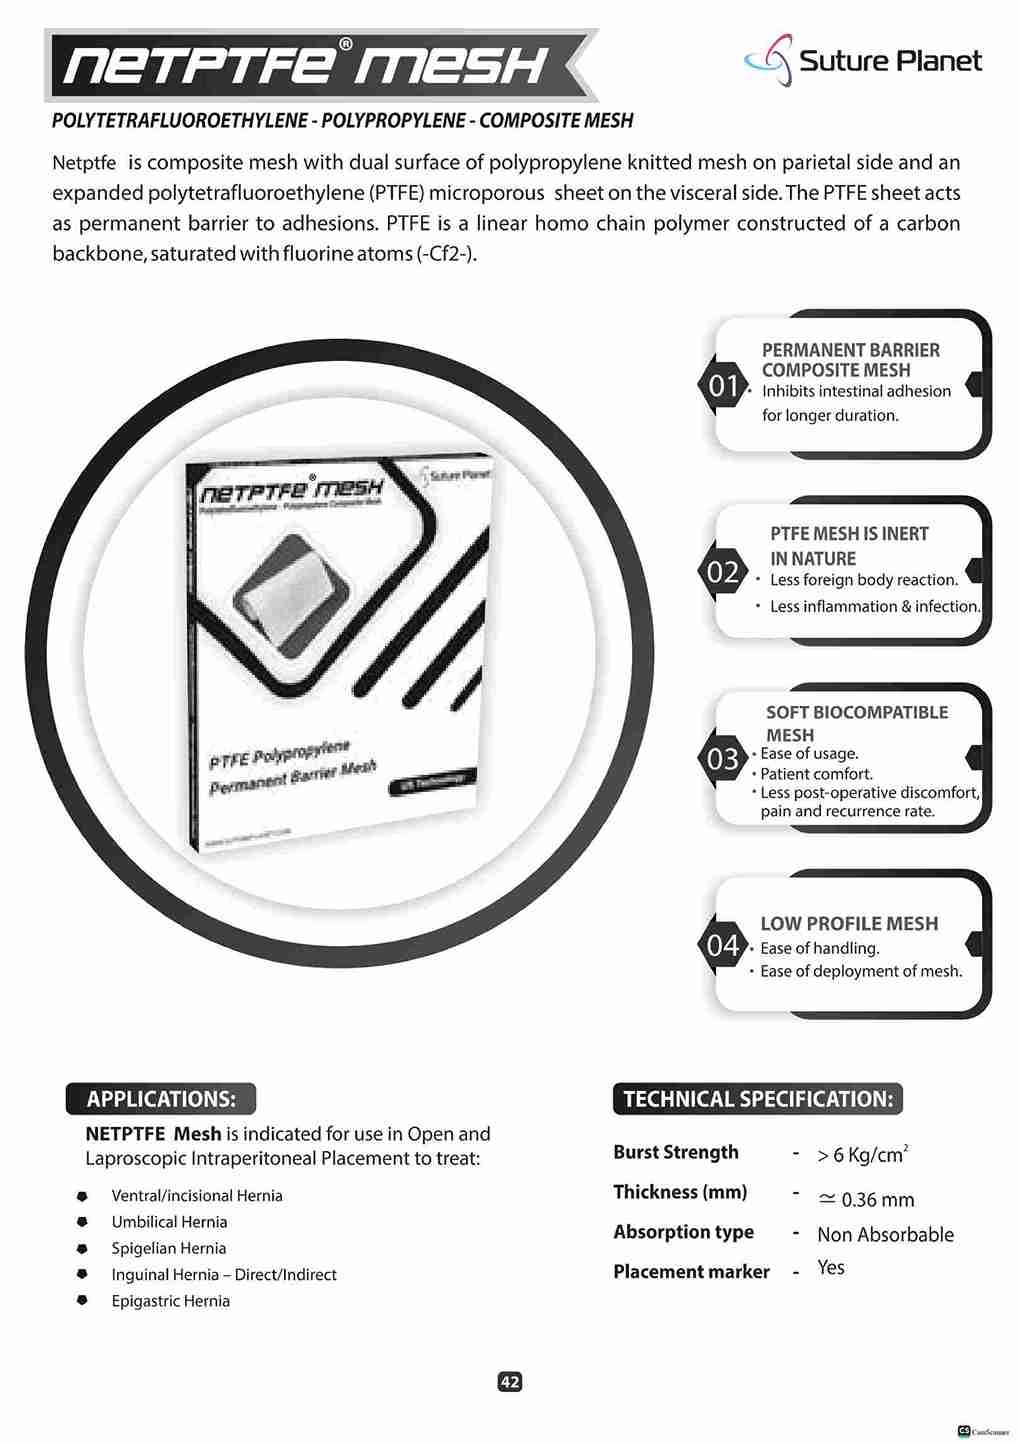 NETPTFE® MESH
Suture Planet
POLYTETRAFLUOROETHYLENE - POLYPROPYLENE - COMPOSITE MESH
Netptfe is composite mesh with dual surface of polypropylene knitted mesh on parietal side and an
expanded polytetrafluoroethylene (PTFE) microporous sheet on the visceral side. The PTFE sheet acts
as permanent barrier to adhesions. PTFE is a linear homo chain polymer constructed of a carbon
backbone, saturated with fluorine atoms (-Cf2-).
NETPTFE® MESH
Suture Planet
Polytetrafluoroethylene - Polypropylene Composite Mesh
PTFE Polypropylene
Permanent Barrier Mesh
01
PERMANENT BARRIER
COMPOSITE MESH
• Inhibits intestinal adhesion
for longer duration.
02
PTFE MESH IS INERT
IN NATURE
• Less foreign body reaction.
• Less inflammation & infection.
03
SOFT BIOCOMPATIBLE
MESH
• Ease of usage.
• Patient comfort.
• Less post-operative discomfort,
pain and recurrence rate.
04
LOW PROFILE MESH
• Ease of handling.
• Ease of deployment of mesh.
APPLICATIONS:
NETPTFE Mesh is indicated for use in Open and
Laproscopic Intraperitoneal Placement to treat:
Ventral/incisional Hernia
Umbilical Hernia
Spigelian Hernia
Inguinal Hernia – Direct/Indirect
Epigastric Hernia
TECHNICAL SPECIFICATION:
Burst Strength - > 6 Kg/cm²
Thickness (mm) - ≃ 0.36 mm
Absorption type - Non Absorbable
Placement marker - Yes
42
CS CamScanner